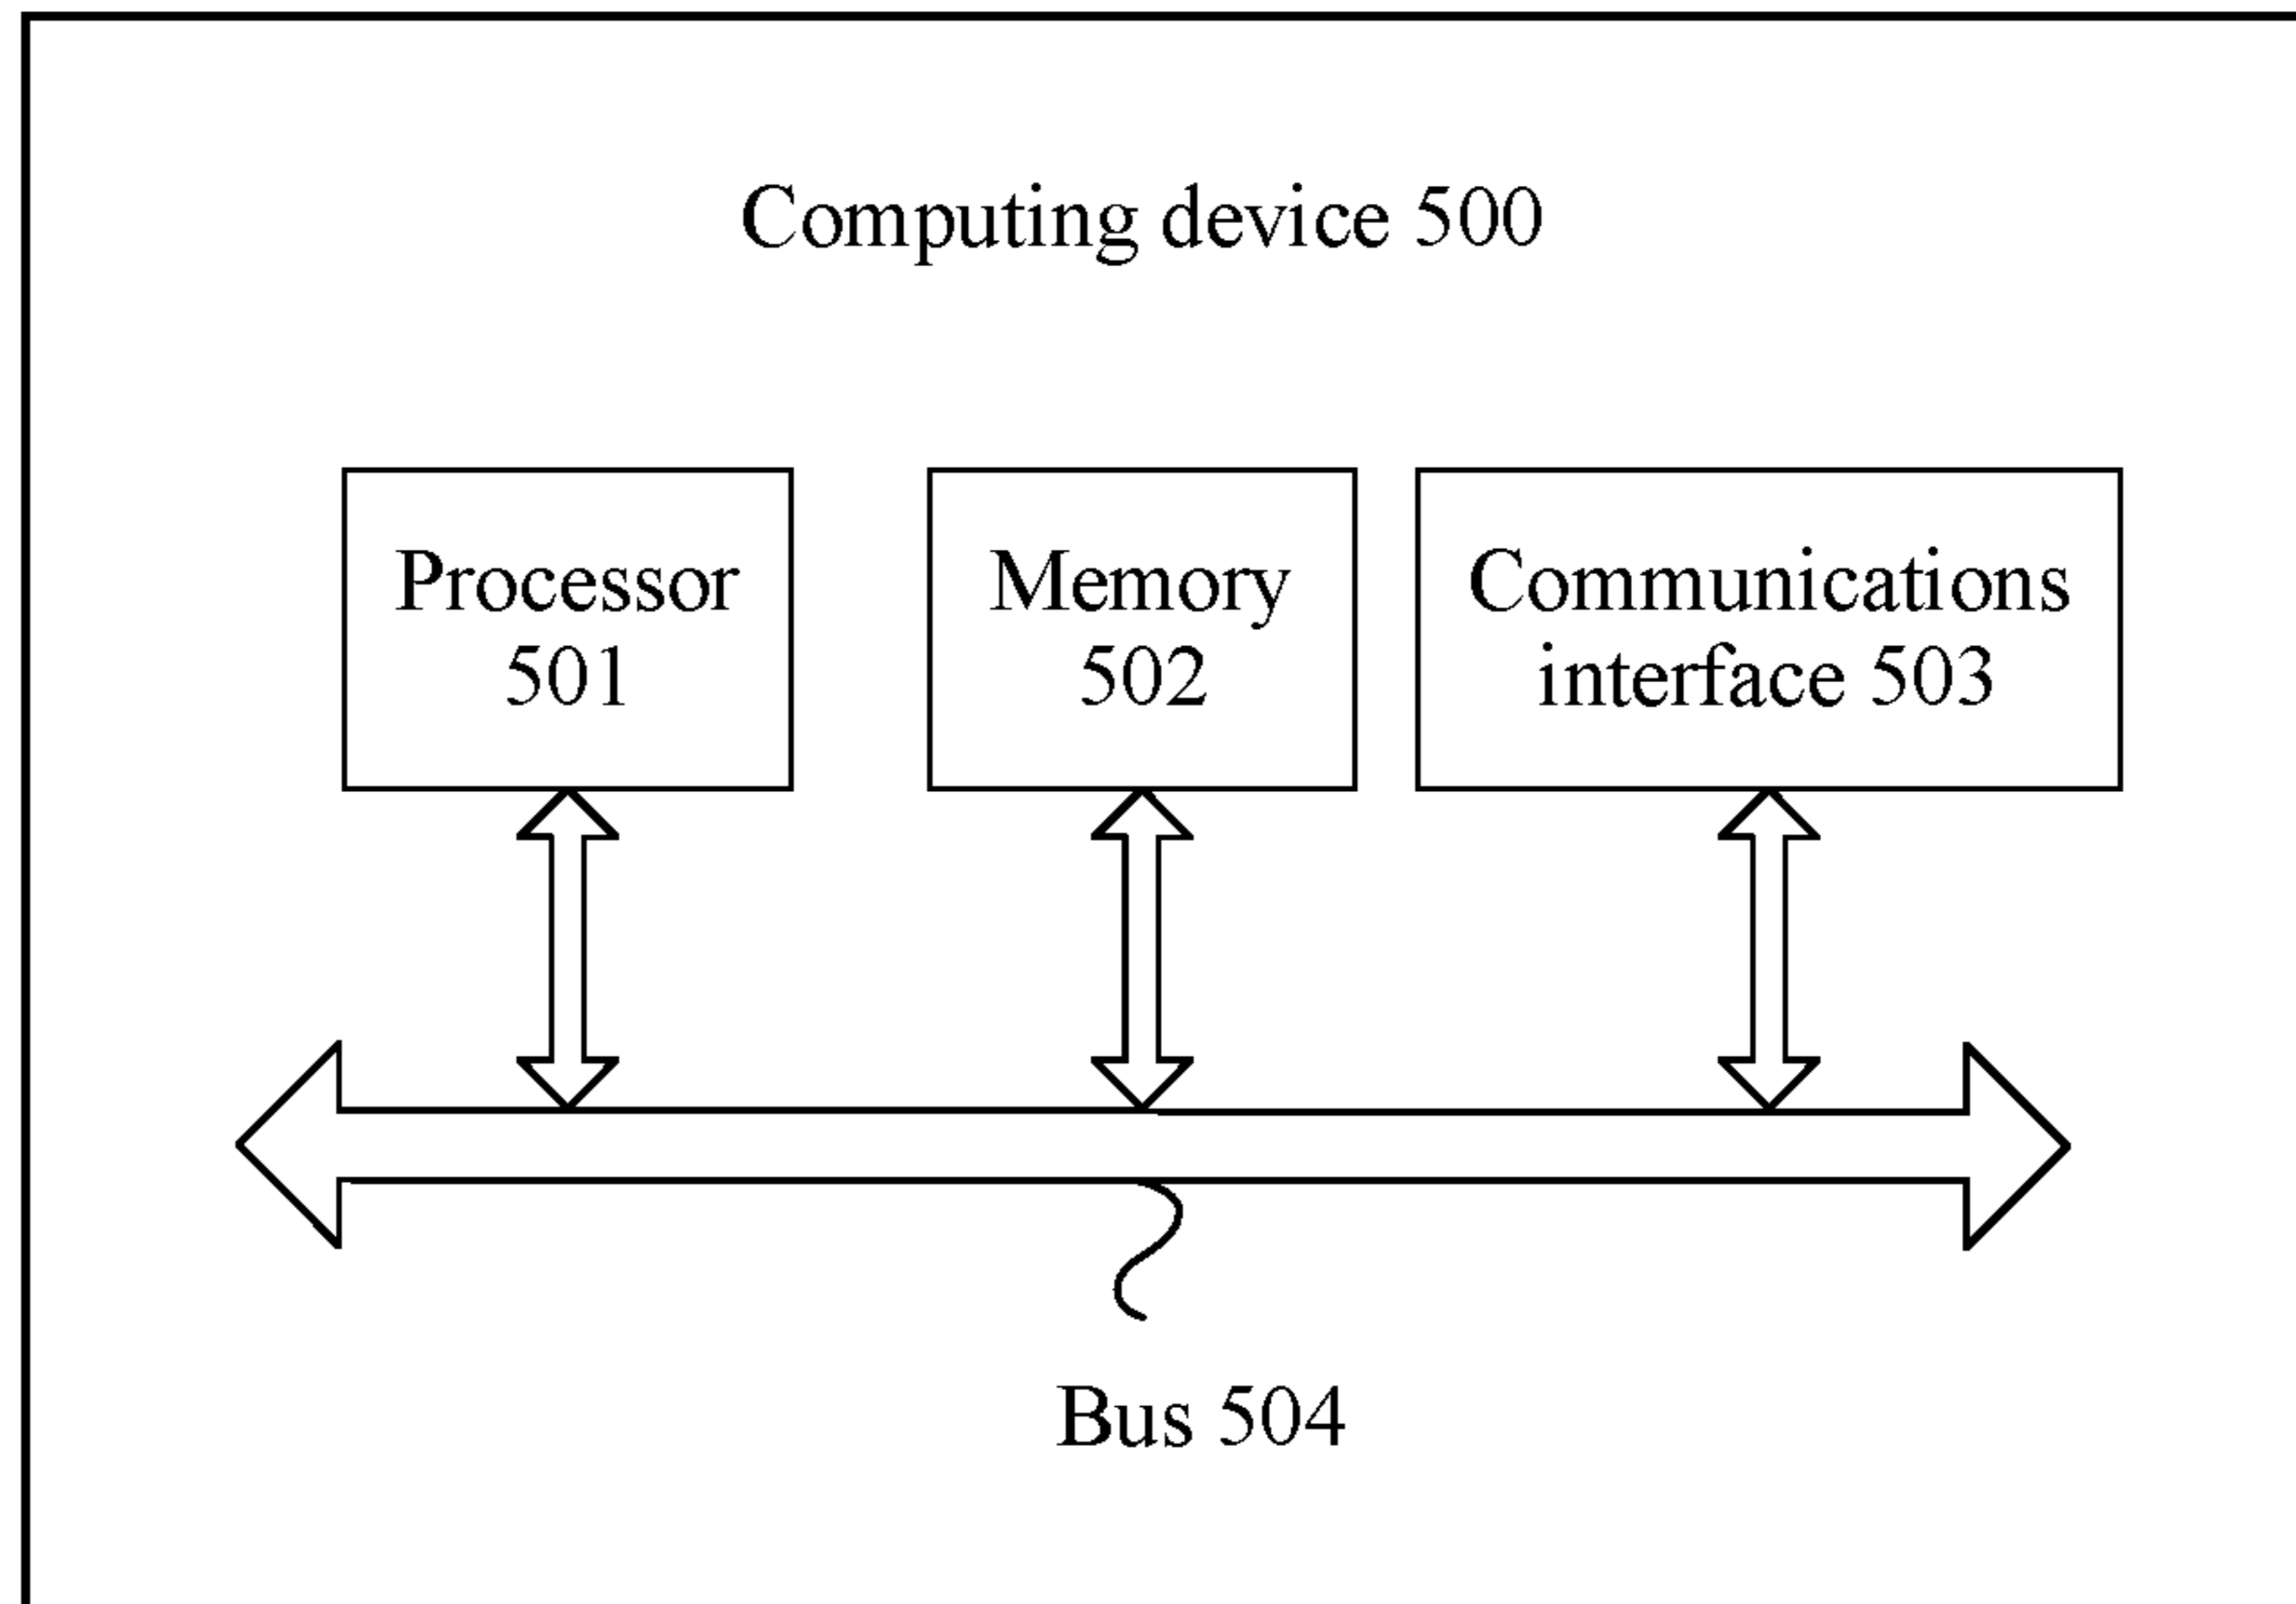 Computing device 500
Processor
501
Memory
502
Communications
interface 503
Bus 504